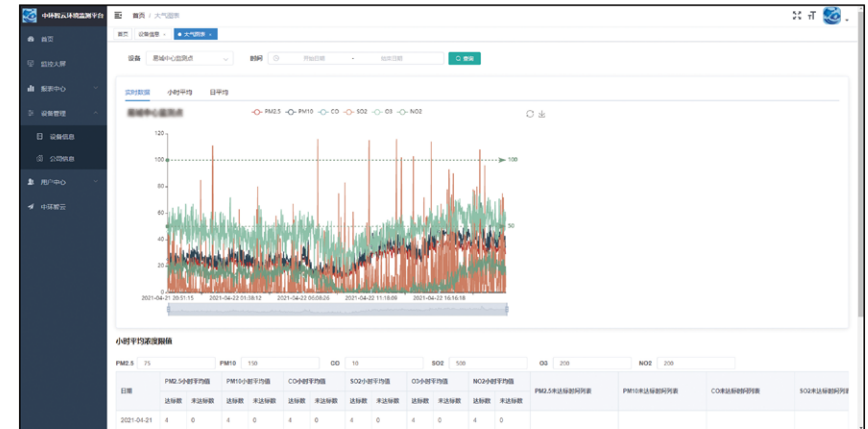 中环智云环境监测平台
首页 / 大气图表
首页
设备信息 ×
大气图表 ×
首页
监控大屏
配置中心
设备管理
设备信息
公司信息
用户中心
中环智云
设备
时间
开始日期 - 结束日期
查询
实时数据 小时平均 日平均
PM2.5 PM10 CO SO2 O3 NO2
120
100
80
60
40
20
0
100
50
2021-04-21 20:51:15 2021-04-22 01:38:12 2021-04-22 06:08:26 2021-04-22 11:18:08 2021-04-22 16:16:18
小时平均浓度限值
PM2.5 75 PM10 150 CO 10 SO2 500 O3 200 NO2 200
日期 PM2.5小时平均值 PM10小时平均值 CO小时平均值 SO2小时平均值 O3小时平均值 NO2小时平均值 PM2.5未达标时间列表 PM10未达标时间列表 CO未达标时间列表 SO2未达标时间列表
达标数 未达标数 达标数 未达标数 达标数 未达标数 达标数 未达标数 达标数 未达标数 达标数 未达标数
2021-04-21 4 0 4 0 4 0 4 0 4 0 4 0